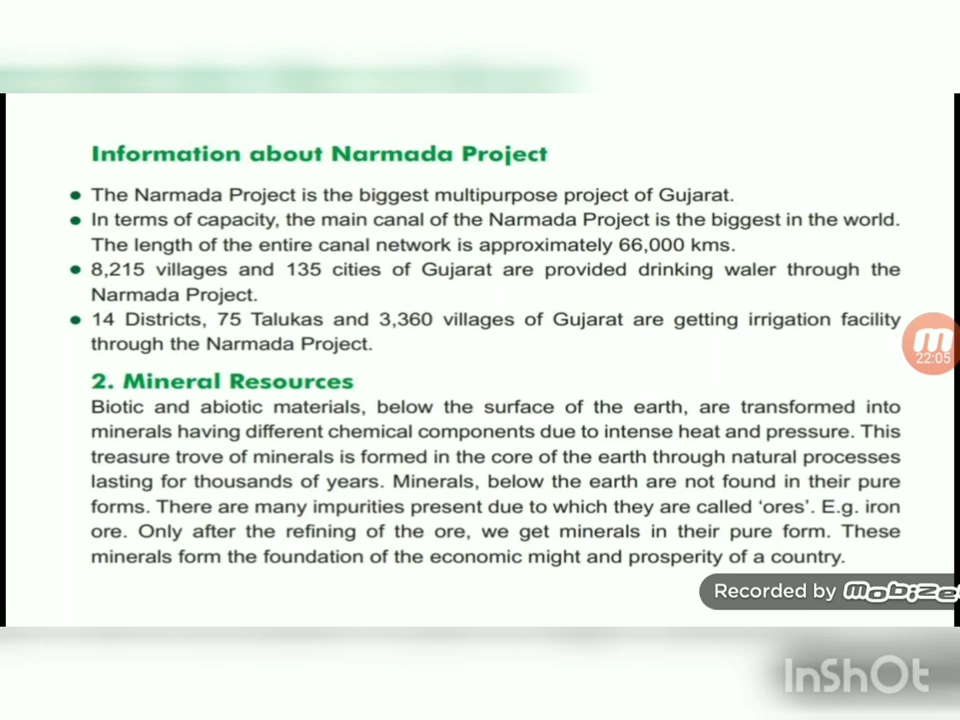 Information about Narmada Project
• The Narmada Project is the biggest multipurpose project of Gujarat.
• In terms of capacity, the main canal of the Narmada Project is the biggest in the world.
The length of the entire canal network is approximately 66,000 kms.
• 8,215 villages and 135 cities of Gujarat are provided drinking waler through the
Narmada Project.
• 14 Districts, 75 Talukas and 3,360 villages of Gujarat are getting irrigation facility
through the Narmada Project.
22:05
2. Mineral Resources
Biotic and abiotic materials, below the surface of the earth, are transformed into
minerals having different chemical components due to intense heat and pressure. This
treasure trove of minerals is formed in the core of the earth through natural processes
lasting for thousands of years. Minerals, below the earth are not found in their pure
forms. There are many impurities present due to which they are called ‘ores’. E.g. iron
ore. Only after the refining of the ore, we get minerals in their pure form. These
minerals form the foundation of the economic might and prosperity of a country.
Recorded by mobizen
InShOt